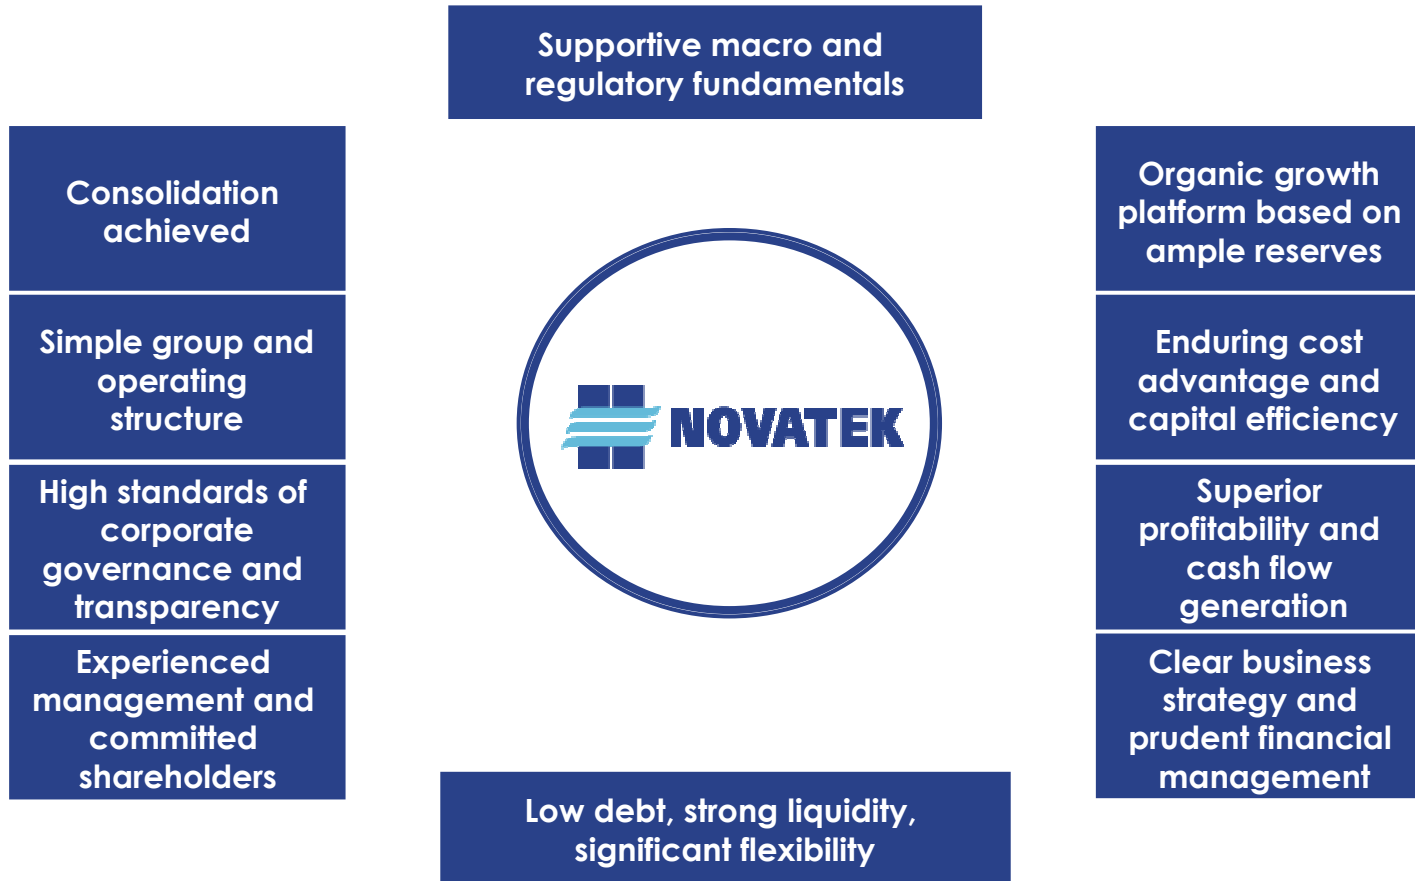 Supportive macro and
regulatory fundamentals
Consolidation
achieved
Simple group and
operating
structure
High standards of
corporate
governance and
transparency
Experienced
management and
committed
shareholders
NOVATEK
Organic growth
platform based on
ample reserves
Enduring cost
advantage and
capital efficiency
Superior
profitability and
cash flow
generation
Clear business
strategy and
prudent financial
management
Low debt, strong liquidity,
significant flexibility